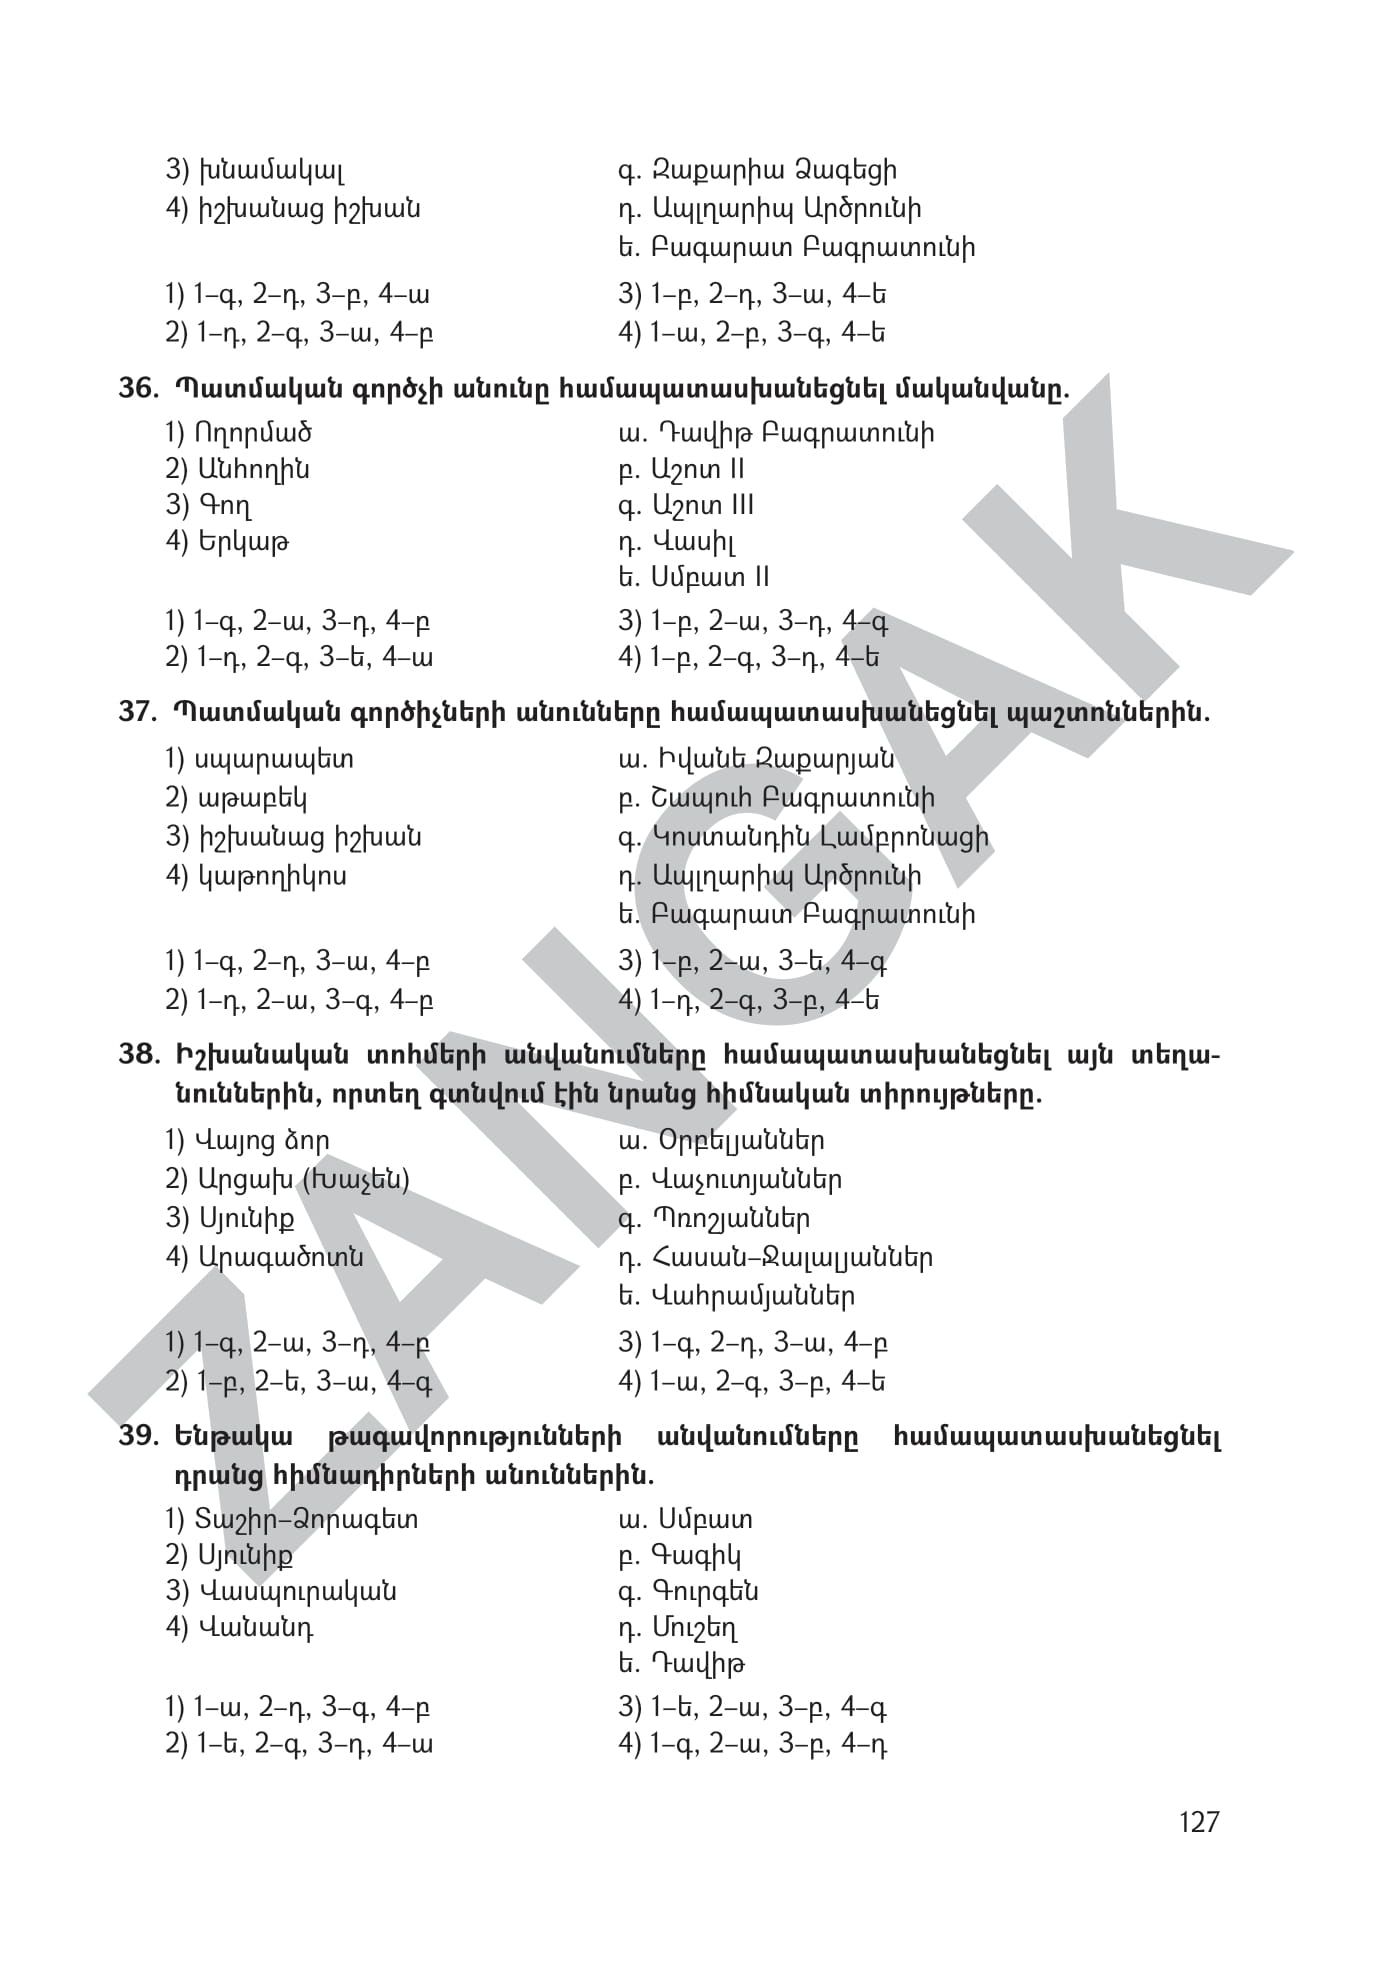 3) խնամակալ
գ. Զաքարիա Ձագեցի
4) իշխանաց իշխան
դ. Ապլղարիպ Արծրունի
ե. Բագարատ Բագրատունի
1) 1–գ, 2–դ, 3–բ, 4–ա
3) 1–բ, 2–դ, 3–ա, 4–ե
2) 1–դ, 2–գ, 3–ա, 4–բ
4) 1–ա, 2–բ, 3–գ, 4–ե
36. Պատմական գործչի անունը համապատասխանեցնել մականվանը.
1) Ողորմած
ա. Դավիթ Բագրատունի
2) Անհողին
բ. Աշոտ II
3) Գող
գ. Աշոտ III
4) Երկաթ
դ. Վասիլ
ե. Սմբատ II
1) 1–գ, 2–ա, 3–դ, 4–բ
3) 1–բ, 2–ա, 3–դ, 4–գ
2) 1–դ, 2–գ, 3–ե, 4–ա
4) 1–բ, 2–գ, 3–դ, 4–ե
37. Պատմական գործիչների անունները համապատասխանեցնել պաշտոններին.
1) սպարապետ
ա. Իվանե Զաքարյան
2) աթաբեկ
բ. Շապուհ Բագրատունի
3) իշխանաց իշխան
գ. Կոստանդին Լամբրոնացի
4) կաթողիկոս
դ. Ապլղարիպ Արծրունի
ե. Բագարատ Բագրատունի
1) 1–գ, 2–դ, 3–ա, 4–բ
3) 1–բ, 2–ա, 3–ե, 4–գ
2) 1–դ, 2–ա, 3–գ, 4–բ
4) 1–դ, 2–գ, 3–բ, 4–ե
38. Իշխանական տոհմերի անվանումները համապատասխանեցնել այն տեղա-
նուններին, որտեղ գտնվում էին նրանց հիմնական տիրույթները.
1) Վայոց ձոր
ա. Օրբելյաններ
2) Արցախ (Խաչեն)
բ. Վաչուտյաններ
3) Սյունիք
գ. Պռոշյաններ
4) Արագածոտն
դ. Հասան–Ջալալյաններ
ե. Վահրամյաններ
1) 1–գ, 2–ա, 3–դ, 4–բ
3) 1–գ, 2–դ, 3–ա, 4–բ
2) 1–բ, 2–ե, 3–ա, 4–գ
4) 1–ա, 2–գ, 3–բ, 4–ե
39. Ենթակա թագավորությունների անվանումները համապատասխանեցնել
դրանց հիմնադիրների անուններին.
1) Տաշիր–Ձորագետ
ա. Սմբատ
2) Սյունիք
բ. Գագիկ
3) Վասպուրական
գ. Գուրգեն
4) Վանանդ
դ. Մուշեղ
ե. Դավիթ
1) 1–ա, 2–դ, 3–գ, 4–բ
3) 1–ե, 2–ա, 3–բ, 4–գ
2) 1–ե, 2–գ, 3–դ, 4–ա
4) 1–գ, 2–ա, 3–բ, 4–դ
127
ZANGAK